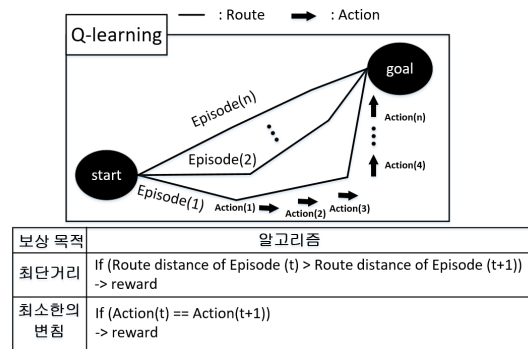 : Route
: Action
Q-learning
goal
Episode(n)
Action(n)
Episode(2)
Action(4)
start
Episode(1)
Action(1)
Action(2)
Action(3)
보상 목적
알고리즘
최단거리
If (Route distance of Episode (t) > Route distance of Episode (t+1))
-> reward
최소한의
변침
If (Action(t) == Action(t+1))
-> reward